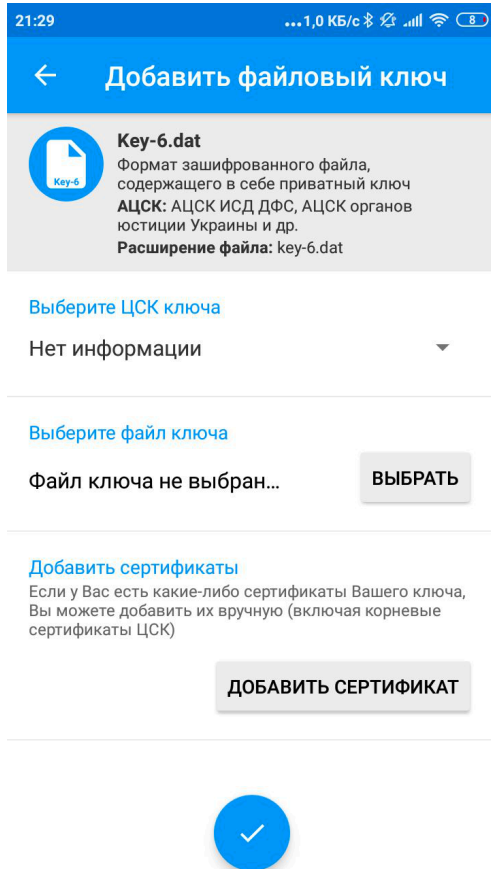 21:29
...1,0 КБ/с
8
Добавить файловый ключ
Key-6.dat
Key-6
Формат зашифрованного файла,
содержащего в себе приватный ключ
АЦСК: АЦСК ИСД ДФС, АЦСК органов
юстиции Украины и др.
Расширение файла: key-6.dat
Выберите ЦСК ключа
Нет информации
Выберите файл ключа
Файл ключа не выбран...
ВЫБРАТЬ
Добавить сертификаты
Если у Вас есть какие-либо сертификаты Вашего ключа,
Вы можете добавить их вручную (включая корневые
сертификаты ЦСК)
ДОБАВИТЬ СЕРТИФИКАТ